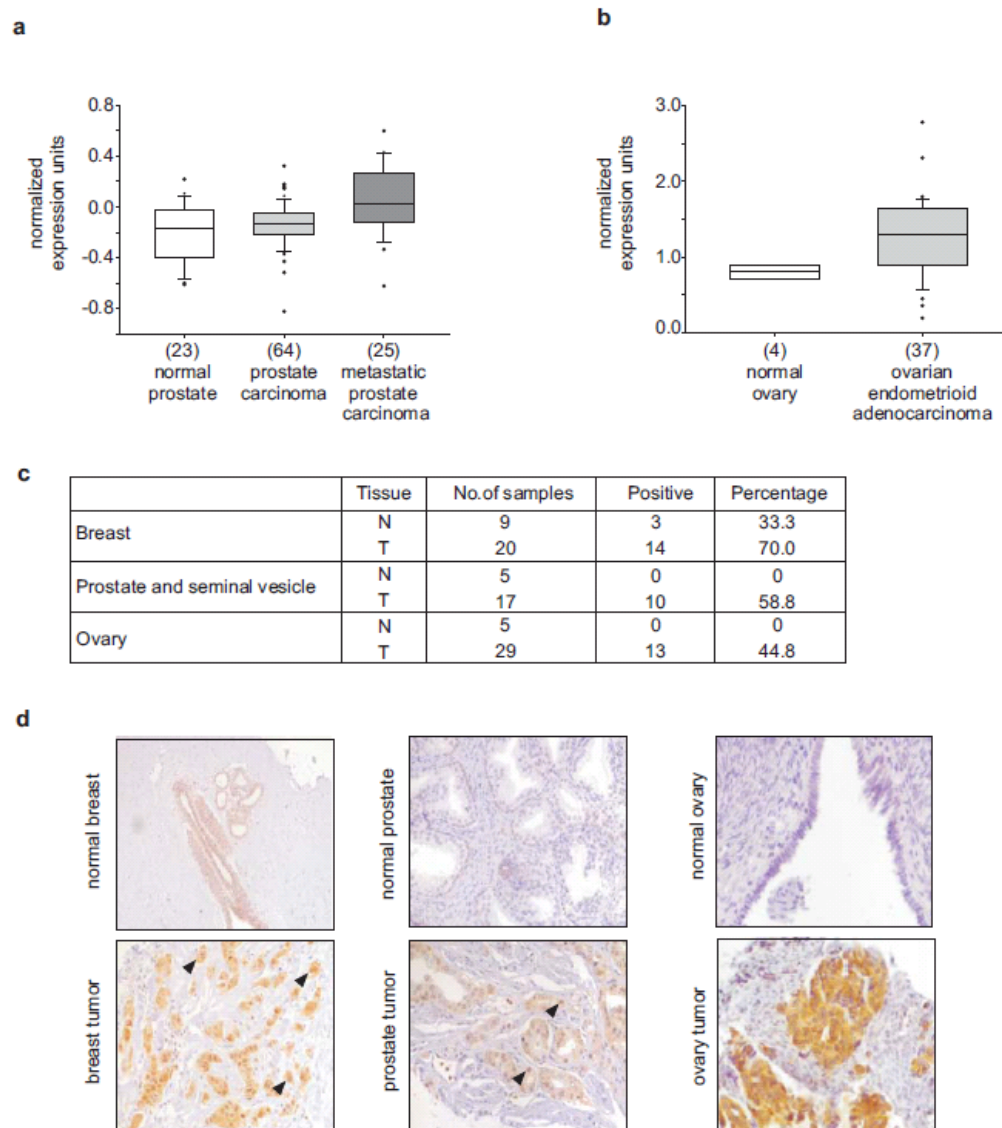 a
b
normalized
expression units
0.8
0.4
0.0
-0.4
-0.8
(23)
normal
prostate
(64)
prostate
carcinoma
(25)
metastatic
prostate
carcinoma
normalized
expression units
3.0
2.0
1.0
0.0
(4)
normal
ovary
(37)
ovarian
endometrioid
adenocarcinoma
c
Tissue No.of samples Positive Percentage
Breast
N 9 3 33.3
T 20 14 70.0
Prostate and seminal vesicle
N 5 0 0
T 17 10 58.8
Ovary
N 5 0 0
T 29 13 44.8
d
normal breast
normal prostate
normal ovary
breast tumor
prostate tumor
ovary tumor